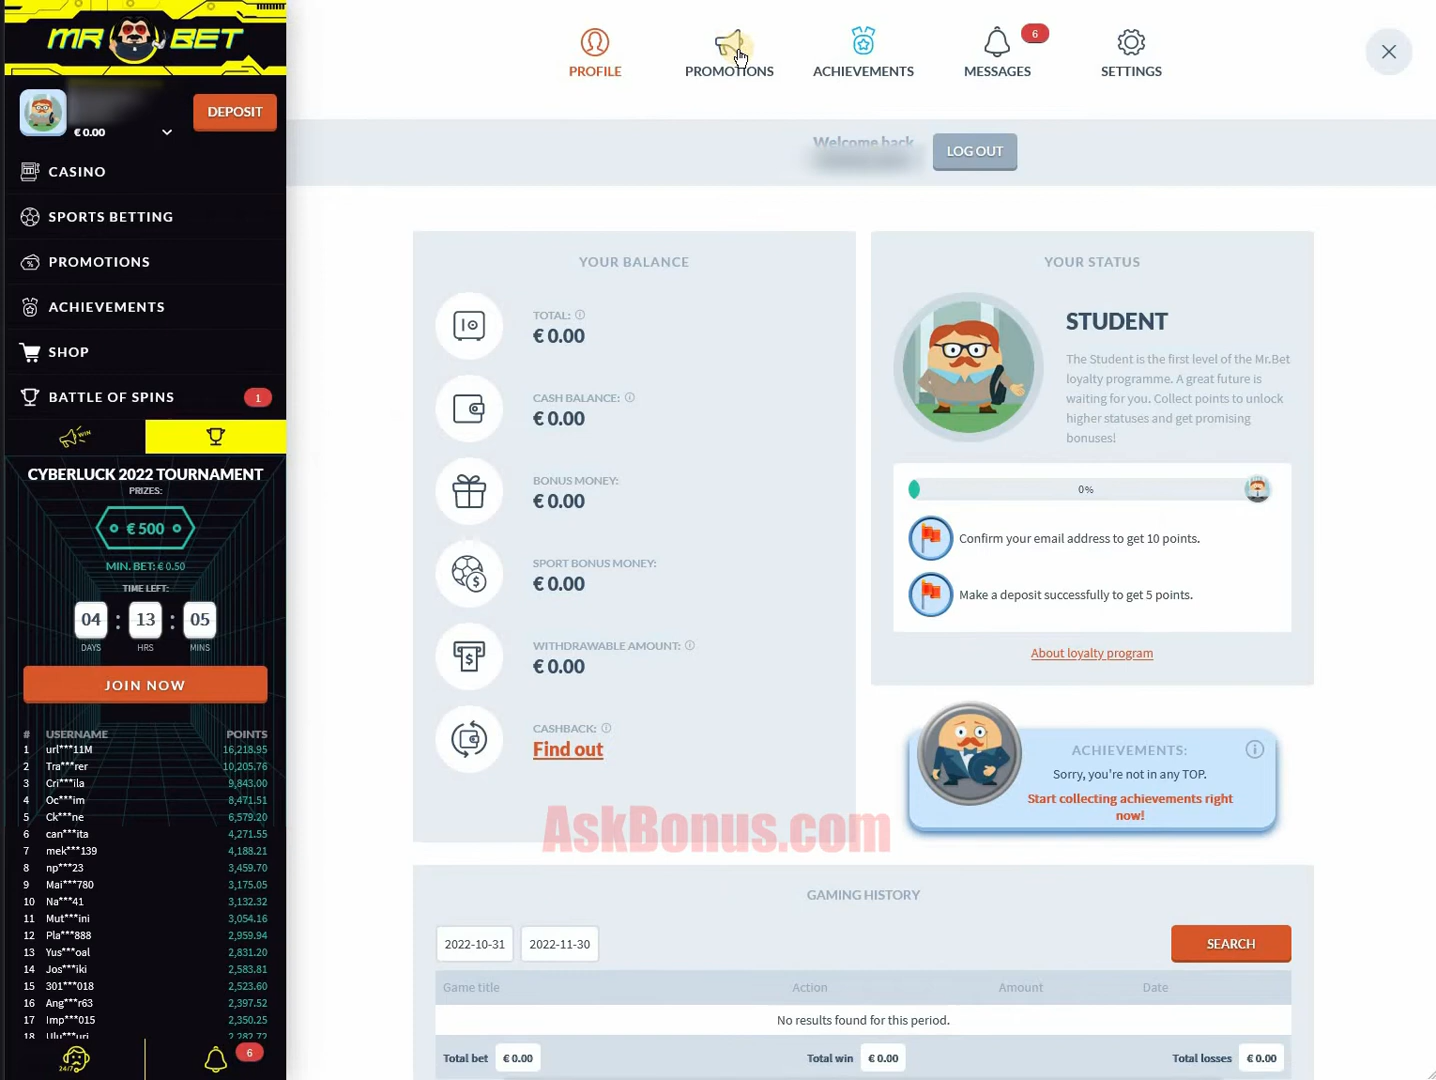 MR BET
€ 0.00
DEPOSIT
CASINO
SPORTS BETTING
PROMOTIONS
ACHIEVEMENTS
SHOP
BATTLE OF SPINS 1
WIN
CYBERLUCK 2022 TOURNAMENT
PRIZES:
€ 500
MIN. BET: € 0.50
TIME LEFT:
04 : 13 : 05
DAYS HRS MINS
JOIN NOW
# USERNAME POINTS
1 url***11M 16,218.95
2 Tra***rer 10,205.76
3 Cri***ila 9,843.00
4 Oc***im 8,471.51
5 Ck***ne 6,579.20
6 can***ita 4,271.55
7 mek***139 4,188.21
8 np***23 3,459.70
9 Mai***780 3,175.05
10 Na***41 3,132.32
11 Mut***ini 3,054.16
12 Pla***888 2,959.94
13 Yus***oal 2,831.20
14 Jos***iki 2,583.81
15 301***018 2,523.60
16 Ang***r63 2,397.52
17 Imp***015 2,350.25
18 Ulu***uri 2,282.72
24/7
6
PROFILE
PROMOTIONS
ACHIEVEMENTS
MESSAGES 6
SETTINGS
Welcome back
LOG OUT
YOUR BALANCE
TOTAL:
€ 0.00
CASH BALANCE:
€ 0.00
BONUS MONEY:
€ 0.00
SPORT BONUS MONEY:
€ 0.00
WITHDRAWABLE AMOUNT:
€ 0.00
CASHBACK:
Find out
YOUR STATUS
STUDENT
The Student is the first level of the Mr.Bet
loyalty programme. A great future is
waiting for you. Collect points to unlock
higher statuses and get promising
bonuses!
0%
Confirm your email address to get 10 points.
Make a deposit successfully to get 5 points.
About loyalty program
ACHIEVEMENTS:
Sorry, you're not in any TOP.
Start collecting achievements right
now!
AskBonus.com
GAMING HISTORY
2022-10-31 2022-11-30 SEARCH
Game title Action Amount Date
No results found for this period.
Total bet € 0.00 Total win € 0.00 Total losses € 0.00